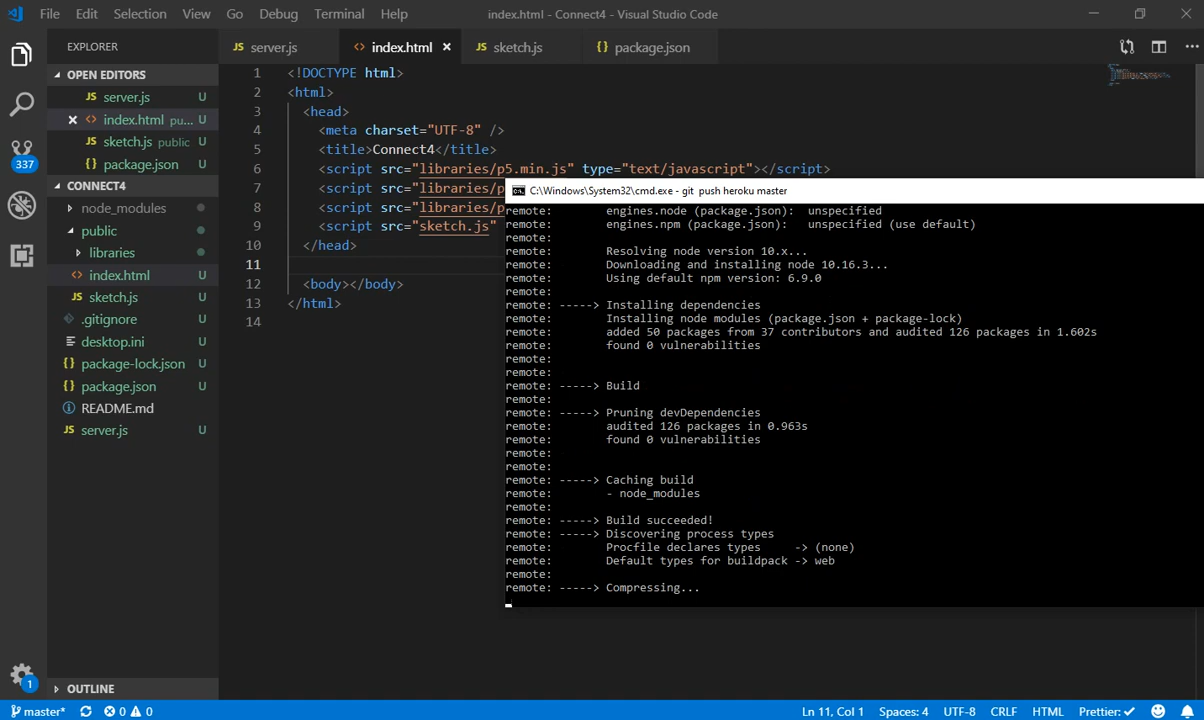 File Edit Selection View Go Debug Terminal Help index.html - Connect4 - Visual Studio Code
EXPLORER
JS server.js <> index.html JS sketch.js {} package.json
OPEN EDITORS
JS server.js U
<> index.html pu... U
JS sketch.js public U
{} package.json U
CONNECT4
node_modules
public
libraries
<> index.html U
JS sketch.js U
.gitignore U
desktop.ini U
{} package-lock.json U
{} package.json U
README.md
JS server.js U
OUTLINE
337
1
1 <!DOCTYPE html>
2 <html>
3 <head>
4 <meta charset="UTF-8" />
5 <title>Connect4</title>
6 <script src="libraries/p5.min.js" type="text/javascript"></script>
7 <script src="libraries/p
8 <script src="libraries/p
9 <script src="sketch.js"
10 </head>
11
12 <body></body>
13 </html>
14
C:\Windows\System32\cmd.exe - git push heroku master
remote: engines.node (package.json): unspecified
remote: engines.npm (package.json): unspecified (use default)
remote:
remote: Resolving node version 10.x...
remote: Downloading and installing node 10.16.3...
remote: Using default npm version: 6.9.0
remote:
remote: -----> Installing dependencies
remote: Installing node modules (package.json + package-lock)
remote: added 50 packages from 37 contributors and audited 126 packages in 1.602s
remote: found 0 vulnerabilities
remote:
remote:
remote: -----> Build
remote:
remote: -----> Pruning devDependencies
remote: audited 126 packages in 0.963s
remote: found 0 vulnerabilities
remote:
remote:
remote: -----> Caching build
remote: - node_modules
remote:
remote: -----> Build succeeded!
remote: -----> Discovering process types
remote: Procfile declares types -> (none)
remote: Default types for buildpack -> web
remote:
remote: -----> Compressing...
master* 0 0 Ln 11, Col 1 Spaces: 4 UTF-8 CRLF HTML Prettier: ✓